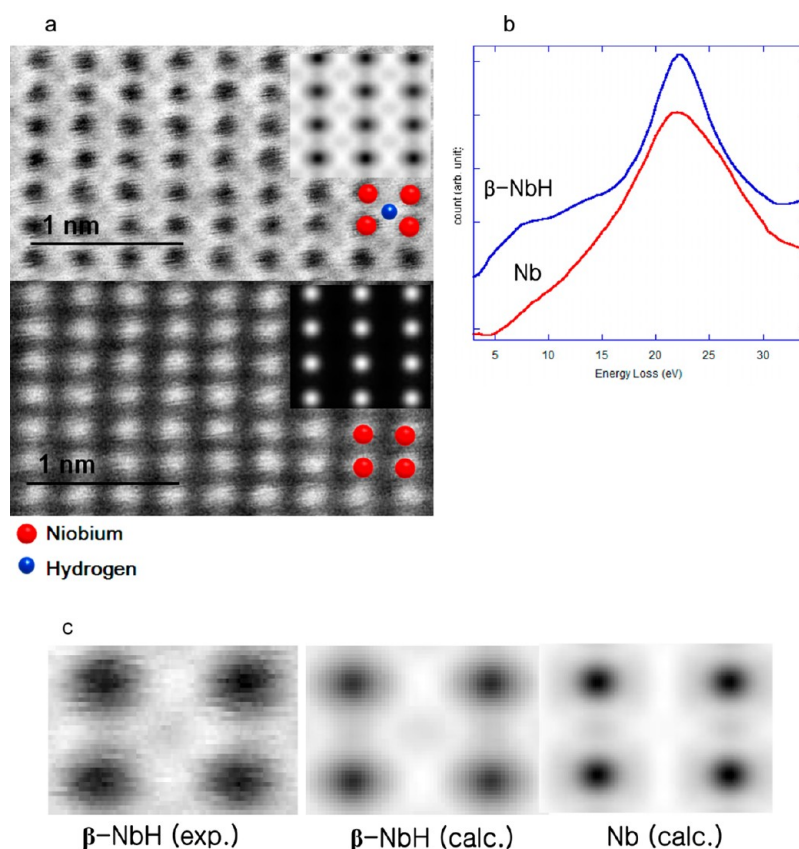 a
1 nm
1 nm
Niobium
Hydrogen
b
count (arb. unit)
β-NbH
Nb
5 10 15 20 25 30
Energy Loss (eV)
c
β-NbH (exp.) β-NbH (calc.) Nb (calc.)